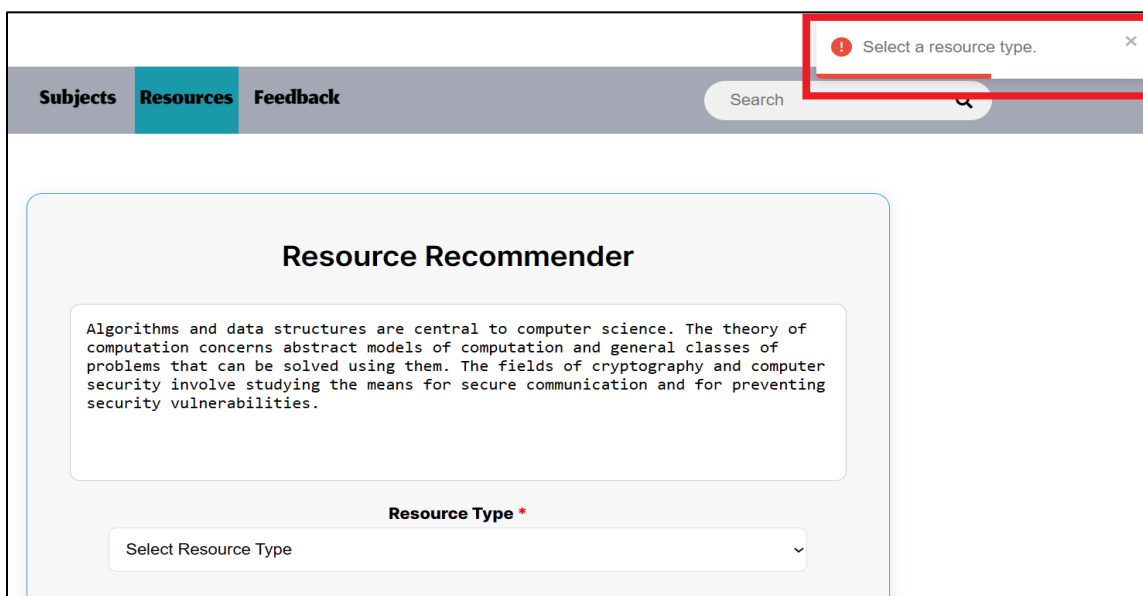 Select a resource type.
Subjects Resources Feedback Search
Resource Recommender
Algorithms and data structures are central to computer science. The theory of
computation concerns abstract models of computation and general classes of
problems that can be solved using them. The fields of cryptography and computer
security involve studying the means for secure communication and for preventing
security vulnerabilities.
Resource Type *
Select Resource Type